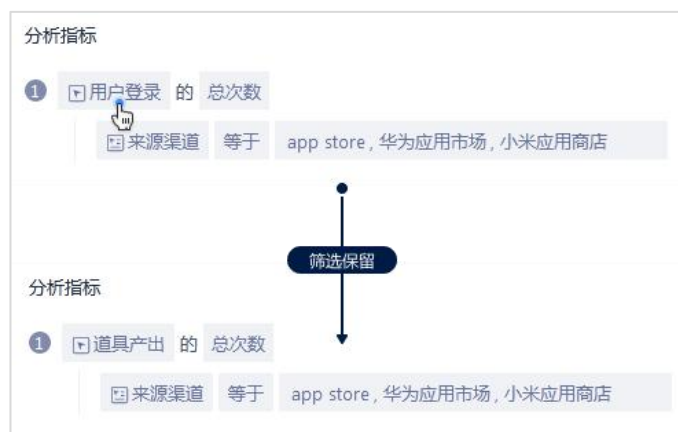 分析指标
1 用户登录 的 总次数
来源渠道 等于 app store , 华为应用市场 , 小米应用商店
筛选保留
分析指标
1 道具产出 的 总次数
来源渠道 等于 app store , 华为应用市场 , 小米应用商店